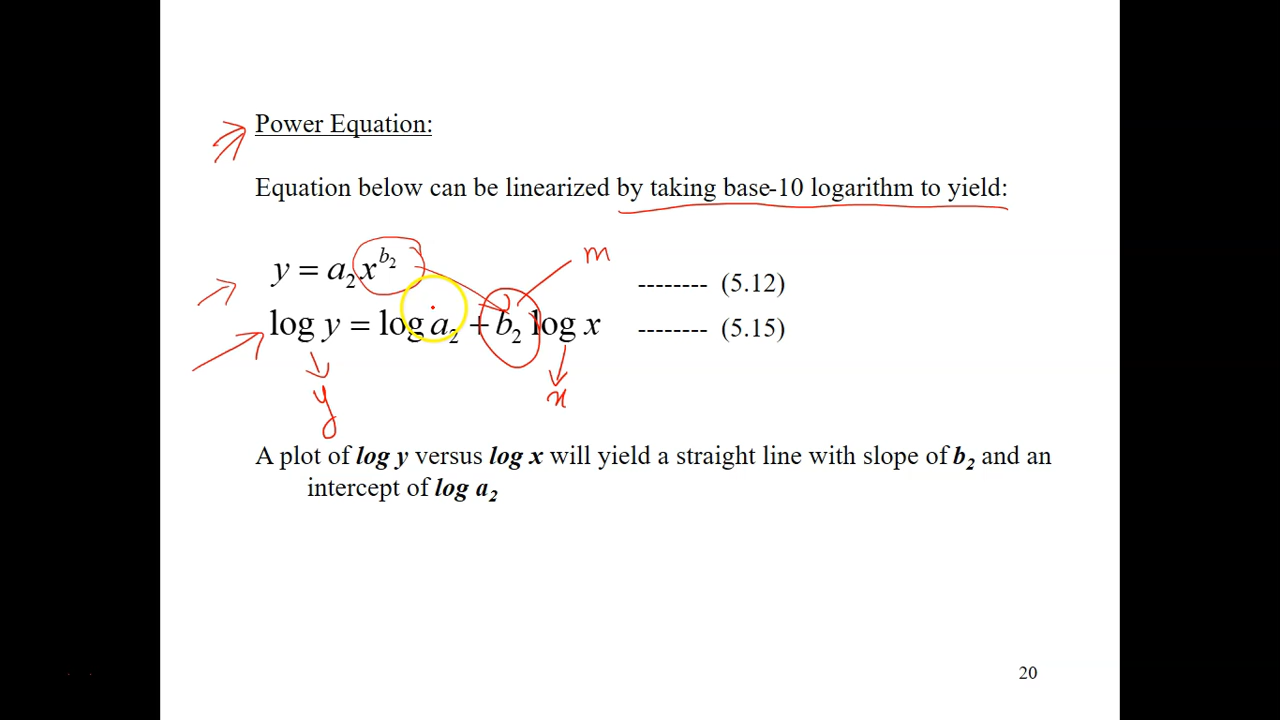 Power Equation:
Equation below can be linearized by taking base-10 logarithm to yield:
m
y = a₂x^b₂ -------- (5.12)
log y = log a₂ + b₂ log x -------- (5.15)
y x
A plot of log y versus log x will yield a straight line with slope of b₂ and an
intercept of log a₂
20